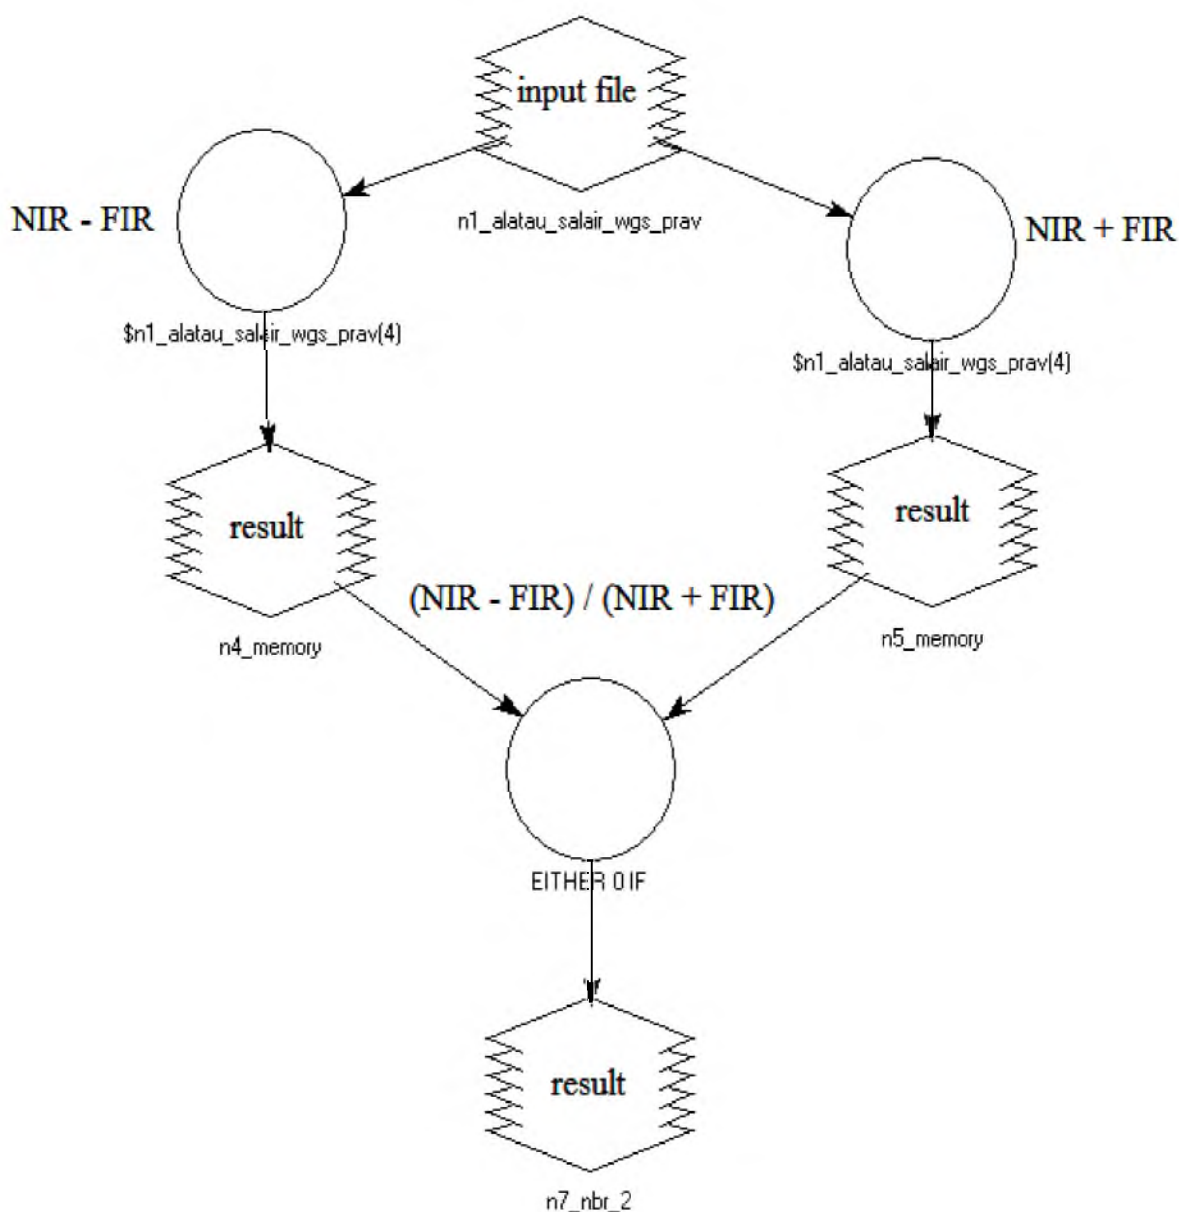 input file
n1_alatau_salair_wgs_prav
NIR - FIR
NIR + FIR
$n1_alatau_salair_wgs_prav(4)
$n1_alatau_salair_wgs_prav(4)
result
result
(NIR - FIR) / (NIR + FIR)
n4_memory
n5_memory
EITHER 0 IF
result
n7_nbr_2